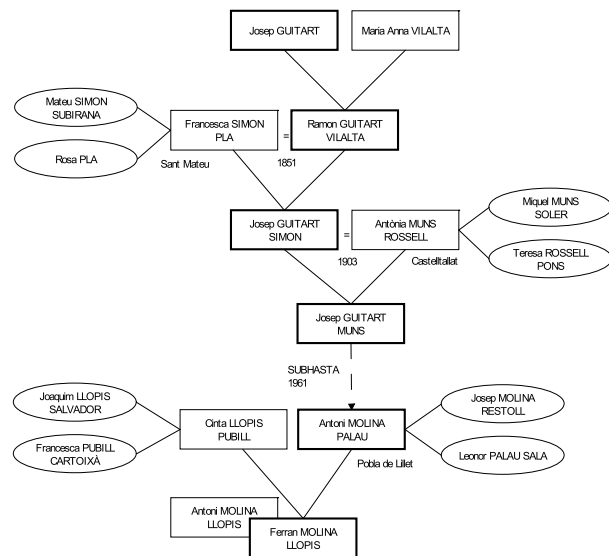 Josep GUITART
Maria Anna VILALTA
Mateu SIMON
SUBIRANA
Francesca SIMON
PLA
=
Ramon GUITART
VILALTA
Rosa PLA
Sant Mateu
1851
Miquel MUNS
SOLER
Josep GUITART
SIMON
=
Antònia MUNS
ROSSELL
1903
Castelltallat
Teresa ROSSELL
PONS
Josep GUITART
MUNS
SUBHASTA
1961
Joaquim LLOPIS
SALVADOR
Josep MOLINA
RESTOLL
Cinta LLOPIS
PUBILL
Antoni MOLINA
PALAU
Francesca PUBILL
CARTOIXÀ
Leonor PALAU SALA
Pobla de Lillet
Antoni MOLINA
LLOPIS
Ferran MOLINA
LLOPIS